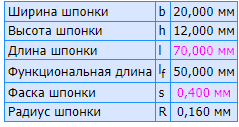 Ширина шпонки b 20,000 мм
Высота шпонки h 12,000 мм
Длина шпонки l 70,000 мм
Функциональная длина lf 50,000 мм
Фаска шпонки s 0,400 мм
Радиус шпонки R 0,160 мм